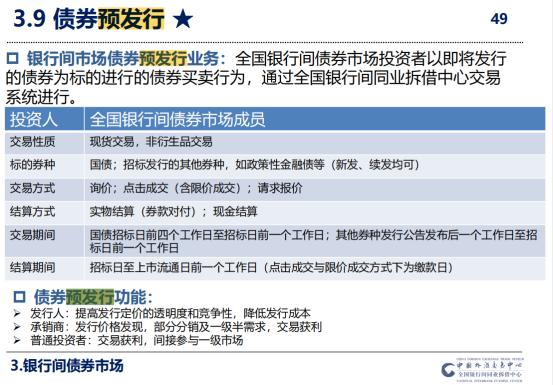 3.9 债券预发行 ★
49
银行间市场债券预发行业务：全国银行间债券市场投资者以即将发行
的债券为标的进行的债券买卖行为，通过全国银行间同业拆借中心交易
系统进行。
投资人 全国银行间债券市场成员
交易性质 现货交易，非衍生品交易
标的券种 国债；招标发行的其他券种，如政策性金融债等（新发、续发均可）
交易方式 询价；点击成交（含限价成交）；请求报价
结算方式 实物结算（券款对付）；现金结算
交易期间 国债招标日前四个工作日至招标日前一个工作日；其他券种发行公告发布后一个工作日至招
标日前一个工作日
结算期间 招标日至上市流通日前一个工作日（点击成交与限价成交方式下为缴款日）
债券预发行功能：
发行人：提高发行定价的透明度和竞争性，降低发行成本
承销商：发行价格发现，部分分销及一级半需求，交易获利
普通投资者：交易获利，间接参与一级市场
3.银行间债券市场
CHINA FOREIGN EXCHANGE TRADE SYSTEM
中国外汇交易中心
全国银行间同业拆借中心
NATIONAL INTERBANK FUNDING CENTER